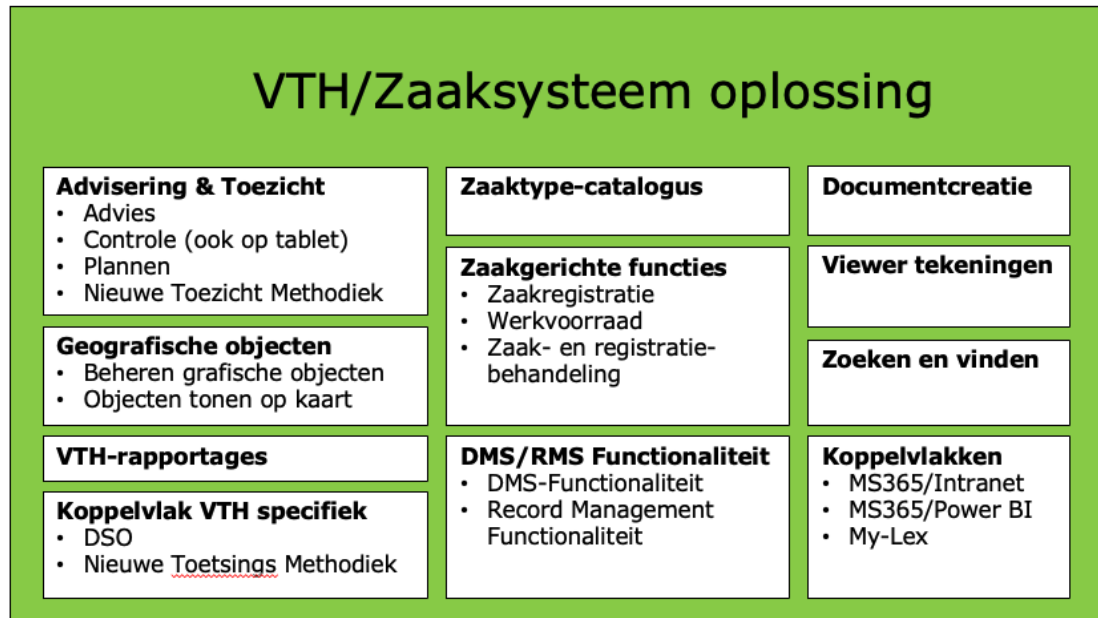 VTH/Zaaksysteem oplossing
Advisering & Toezicht
• Advies
• Controle (ook op tablet)
• Plannen
• Nieuwe Toezicht Methodiek
Geografische objecten
• Beheren grafische objecten
• Objecten tonen op kaart
VTH-rapportages
Koppelvlak VTH specifiek
• DSO
• Nieuwe Toetsings Methodiek
Zaaktype-catalogus
Zaakgerichte functies
• Zaakregistratie
• Werkvoorraad
• Zaak- en registratie-
behandeling
DMS/RMS Functionaliteit
• DMS-Functionaliteit
• Record Management
Functionaliteit
Documentcreatie
Viewer tekeningen
Zoeken en vinden
Koppelvlakken
• MS365/Intranet
• MS365/Power BI
• My-Lex